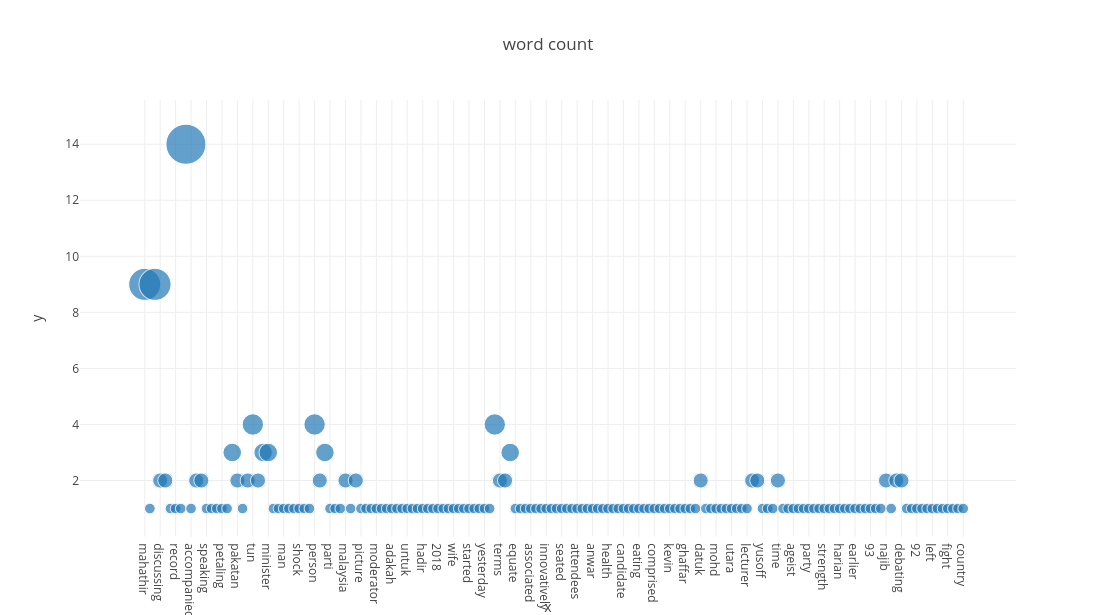 word count
14
12
10
8
6
4
2
y
mahathir
discussing
record
accompanied
speaking
petaling
pakatan
tun
minister
man
shock
person
parti
malaysia
picture
moderator
adakah
untuk
hadir
2018
wife
started
yesterday
terms
equate
associated
innovatively
seated
attendees
anwar
health
candidate
eating
comprised
kevin
ghaffar
datuk
mohd
utara
lecturer
yusoff
time
ageist
party
strength
harian
earlier
93
najib
debating
92
left
fight
country
x